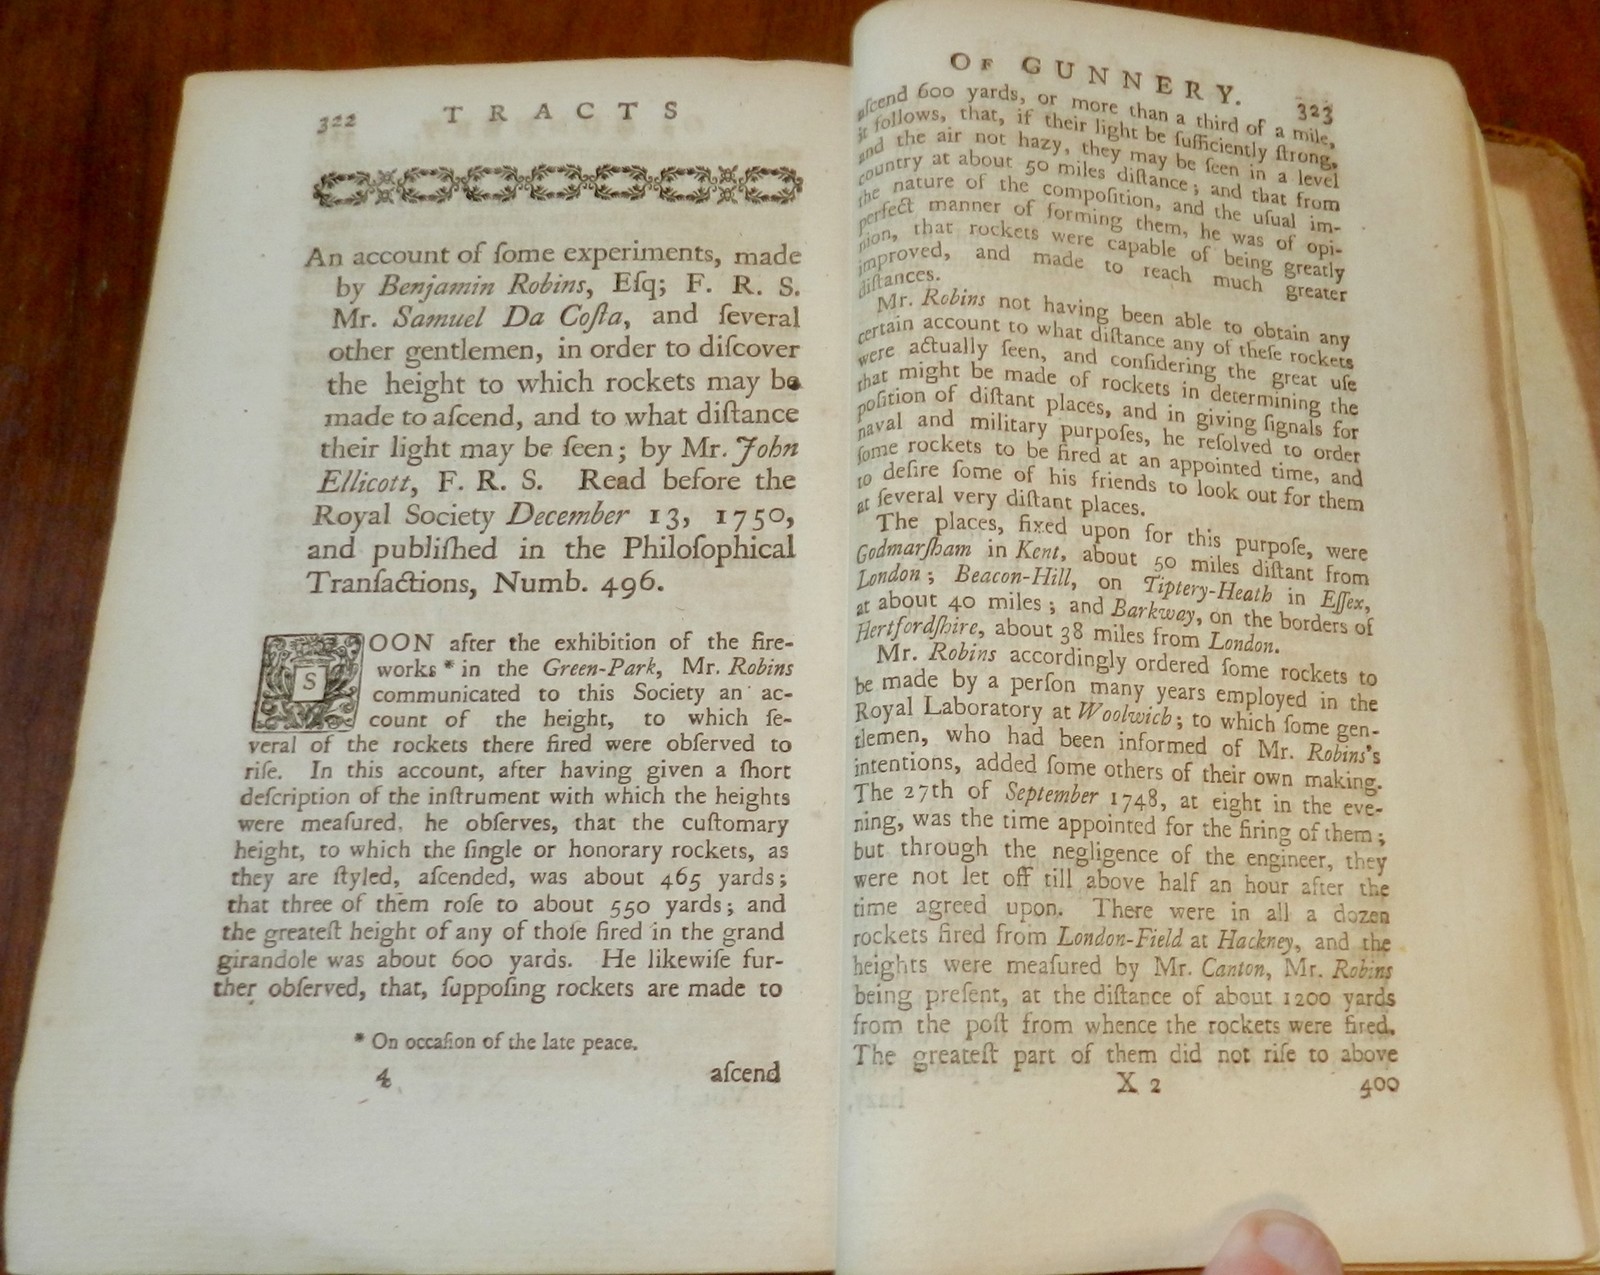 322
TRACTS
An account of ſome experiments, made
by Benjamin Robins, Eſq; F. R. S.
Mr. Samuel Da Coſta, and ſeveral
other gentlemen, in order to diſcover
the height to which rockets may be
made to aſcend, and to what diſtance
their light may be ſeen; by Mr. John
Ellicott, F. R. S. Read before the
Royal Society December 13, 1750,
and publiſhed in the Philoſophical
Tranſactions, Numb. 496.
SOON after the exhibition of the fire-
works * in the Green-Park, Mr. Robins
communicated to this Society an ac-
count of the height, to which ſe-
veral of the rockets there fired were obſerved to
riſe. In this account, after having given a ſhort
deſcription of the inſtrument with which the heights
were meaſured, he obſerves, that the cuſtomary
height, to which the ſingle or honorary rockets, as
they are ſtyled, aſcended, was about 465 yards;
that three of them roſe to about 550 yards; and
the greateſt height of any of thoſe fired in the grand
girandole was about 600 yards. He likewiſe fur-
ther obſerved, that, ſuppoſing rockets are made to
* On occaſion of the late peace.
4
aſcend
OF GUNNERY.
323
aſcend 600 yards, or more than a third of a mile,
it follows, that, if their light be ſufficiently ſtrong,
and the air not hazy, they may be ſeen in a level
country at about 50 miles diſtance; and that from
the nature of the compoſition, and the uſual im-
perfect manner of forming them, he was of opi-
nion, that rockets were capable of being greatly
improved, and made to reach much greater
diſtances.
Mr. Robins not having been able to obtain any
certain account to what diſtance any of theſe rockets
were actually ſeen, and conſidering the great uſe
that might be made of rockets in determining the
poſition of diſtant places, and in giving ſignals for
naval and military purpoſes, he reſolved to order
ſome rockets to be fired at an appointed time, and
to deſire ſome of his friends to look out for them
at ſeveral very diſtant places.
The places, fixed upon for this purpoſe, were
Godmarſham in Kent, about 50 miles diſtant from
London; Beacon-Hill, on Tiptery-Heath in Eſſex,
at about 40 miles; and Barkway, on the borders of
Hertfordſhire, about 38 miles from London.
Mr. Robins accordingly ordered ſome rockets to
be made by a perſon many years employed in the
Royal Laboratory at Woolwich; to which ſome gen-
tlemen, who had been informed of Mr. Robins's
intentions, added ſome others of their own making.
The 27th of September 1748, at eight in the eve-
ning, was the time appointed for the firing of them;
but through the negligence of the engineer, they
were not let off till above half an hour after the
time agreed upon. There were in all a dozen
rockets fired from London-Field at Hackney, and the
heights were meaſured by Mr. Canton, Mr. Robins
being preſent, at the diſtance of about 1200 yards
from the poſt from whence the rockets were fired.
The greateſt part of them did not riſe to above
X 2
400